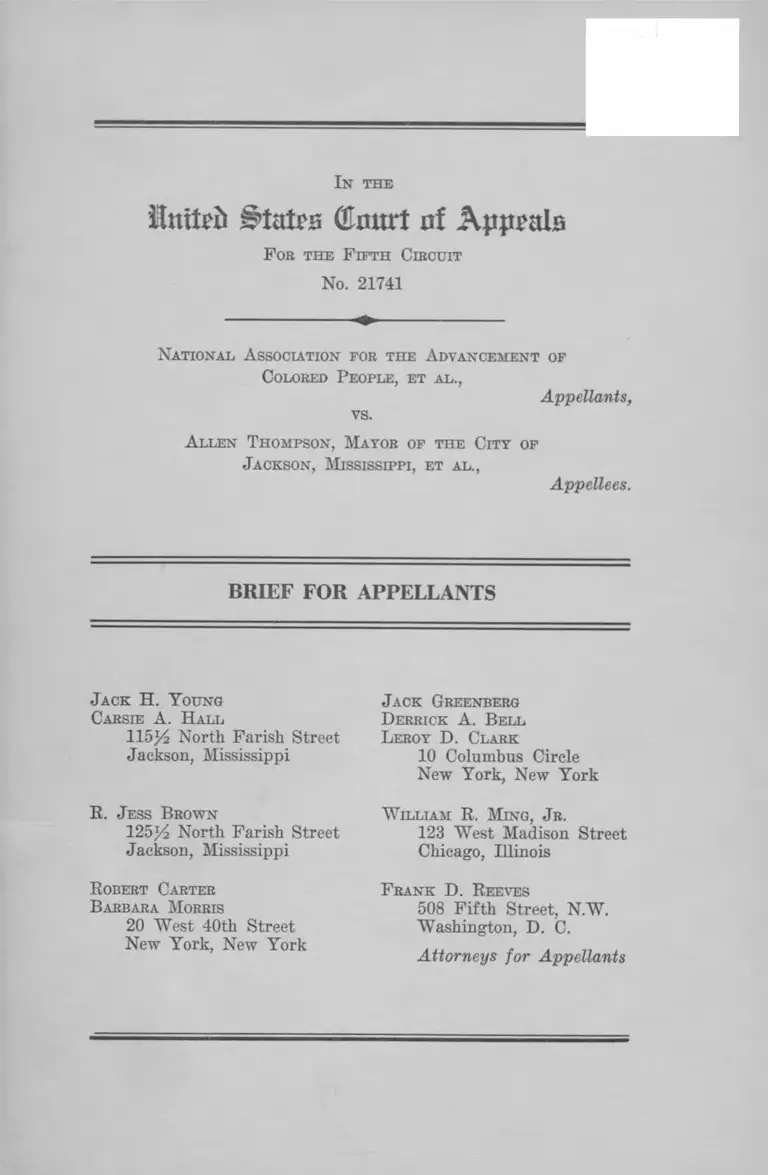 IN THE
United States Court of Appeals
FOR THE FIFTH CIRCUIT
No. 21741
NATIONAL ASSOCIATION FOR THE ADVANCEMENT OF
COLORED PEOPLE, ET AL.,
Appellants,
VS.
ALLEN THOMPSON, MAYOR OF THE CITY OF
JACKSON, MISSISSIPPI, ET AL.,
Appellees.
BRIEF FOR APPELLANTS
JACK H. YOUNG
CARSIE A. HALL
115½ North Farish Street
Jackson, Mississippi
R. JESS BROWN
125½ North Farish Street
Jackson, Mississippi
ROBERT CARTER
BARBARA MORRIS
20 West 40th Street
New York, New York
JACK GREENBERG
DERRICK A. BELL
LEROY D. CLARK
10 Columbus Circle
New York, New York
WILLIAM R. MING, JR.
123 West Madison Street
Chicago, Illinois
FRANK D. REEVES
508 Fifth Street, N.W.
Washington, D. C.
Attorneys for Appellants